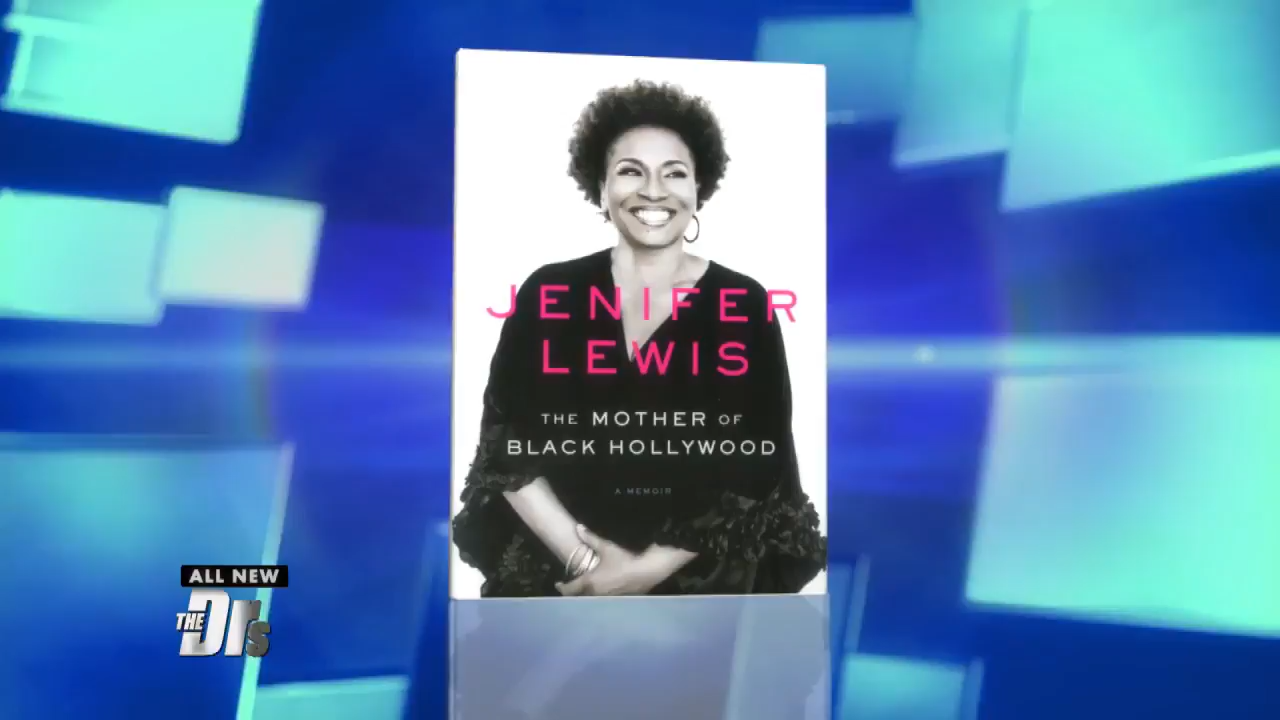 JENIFER
LEWIS
THE MOTHER OF
BLACK HOLLYWOOD
A MEMOIR
ALL NEW
THE Drs